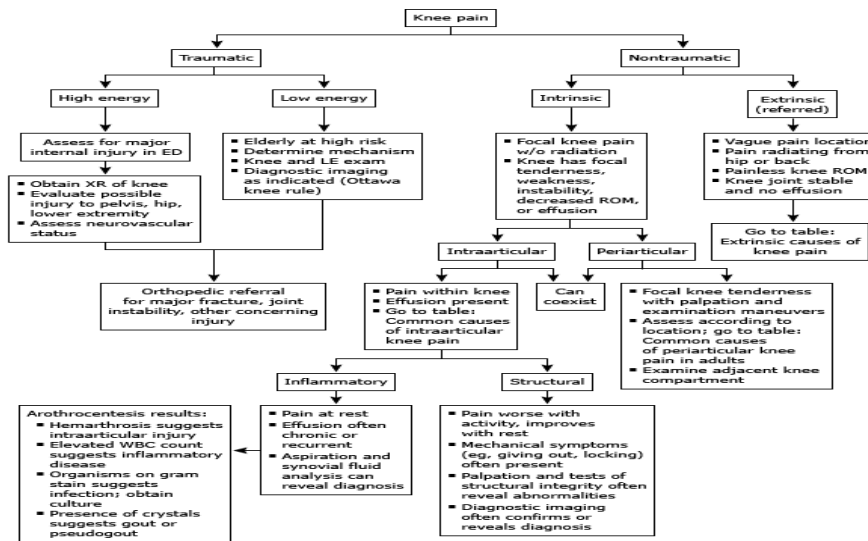 Knee pain
Traumatic
Nontraumatic
High energy
Low energy
Intrinsic
Extrinsic
(referred)
Assess for major
internal injury in ED
▪ Obtain XR of knee
▪ Evaluate possible
injury to pelvis, hip,
lower extremity
▪ Assess neurovascular
status
▪ Elderly at high risk
▪ Determine mechanism
▪ Knee and LE exam
▪ Diagnostic imaging
as indicated (Ottawa
knee rule)
Orthopedic referral
for major fracture, joint
instability, other concerning
injury
▪ Focal knee pain
w/o radiation
▪ Knee has focal
tenderness,
weakness,
instability,
decreased ROM,
or effusion
▪ Vague pain location
▪ Pain radiating from
hip or back
▪ Painless knee ROM
▪ Knee joint stable
and no effusion
Go to table:
Extrinsic causes of
knee pain
Intraarticular
Periarticular
▪ Pain within knee
▪ Effusion present
▪ Go to table:
Common causes
of intraarticular
knee pain
Can
coexist
▪ Focal knee tenderness
with palpation and
examination maneuvers
▪ Assess according to
location; go to table:
Common causes
of periarticular knee
pain in adults
▪ Examine adjacent knee
compartment
Inflammatory
Structural
Arothrocentesis results:
▪ Hemarthrosis suggests
intraarticular injury
▪ Elevated WBC count
suggests inflammatory
disease
▪ Organisms on gram
stain suggests
infection; obtain
culture
▪ Presence of crystals
suggests gout or
pseudogout
▪ Pain at rest
▪ Effusion often
chronic or
recurrent
▪ Aspiration and
synovial fluid
analysis can
reveal diagnosis
▪ Pain worse with
activity, improves
with rest
▪ Mechanical symptoms
(eg, giving out, locking)
often present
▪ Palpation and tests of
structural integrity often
reveal abnormalities
▪ Diagnostic imaging
often confirms or
reveals diagnosis